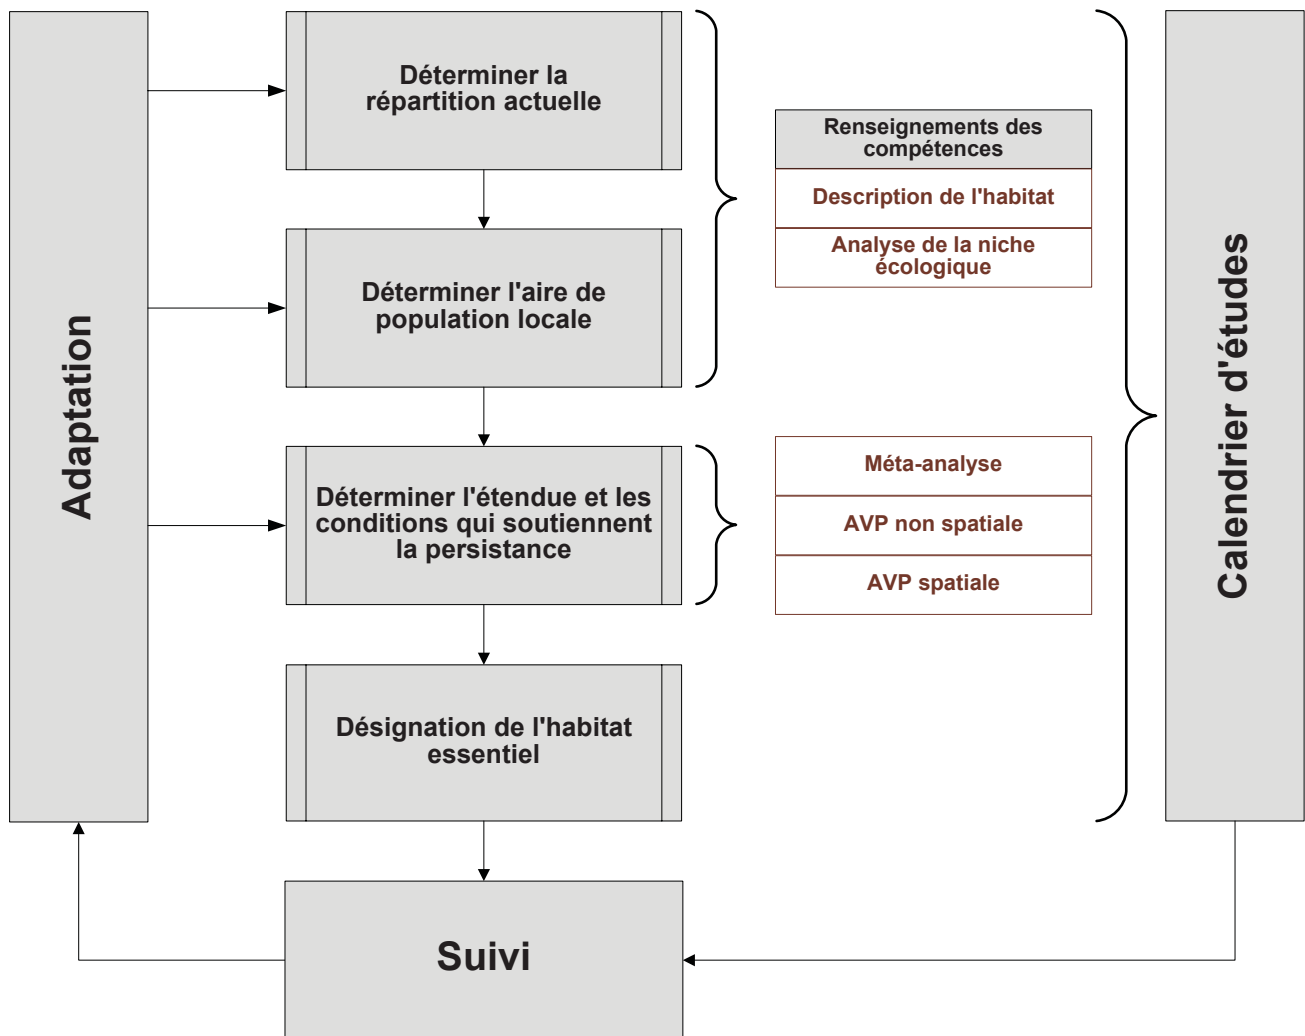 Adaptation
Déterminer la
répartition actuelle
Déterminer l'aire de
population locale
Déterminer l'étendue et les
conditions qui soutiennent
la persistance
Désignation de l'habitat
essentiel
Suivi
Renseignements des
compétences
Description de l'habitat
Analyse de la niche
écologique
Méta-analyse
AVP non spatiale
AVP spatiale
Calendrier d'études